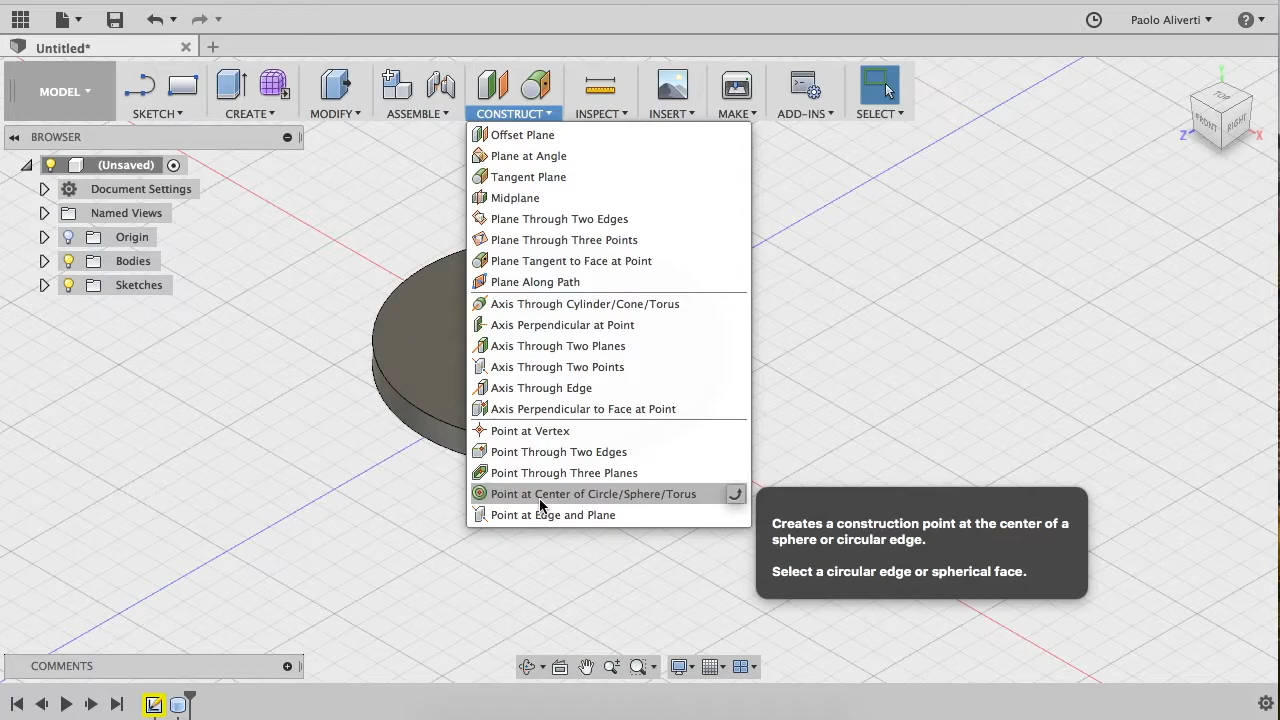 Paolo Aliverti
Untitled*
MODEL
SKETCH
CREATE
MODIFY
ASSEMBLE
CONSTRUCT
INSPECT
INSERT
MAKE
ADD-INS
SELECT
BROWSER
(Unsaved)
Document Settings
Named Views
Origin
Bodies
Sketches
Offset Plane
Plane at Angle
Tangent Plane
Midplane
Plane Through Two Edges
Plane Through Three Points
Plane Tangent to Face at Point
Plane Along Path
Axis Through Cylinder/Cone/Torus
Axis Perpendicular at Point
Axis Through Two Planes
Axis Through Two Points
Axis Through Edge
Axis Perpendicular to Face at Point
Point at Vertex
Point Through Two Edges
Point Through Three Planes
Point at Center of Circle/Sphere/Torus
Point at Edge and Plane
Creates a construction point at the center of a
sphere or circular edge.
Select a circular edge or spherical face.
Y
TOP
FRONT
RIGHT
Z
X
COMMENTS